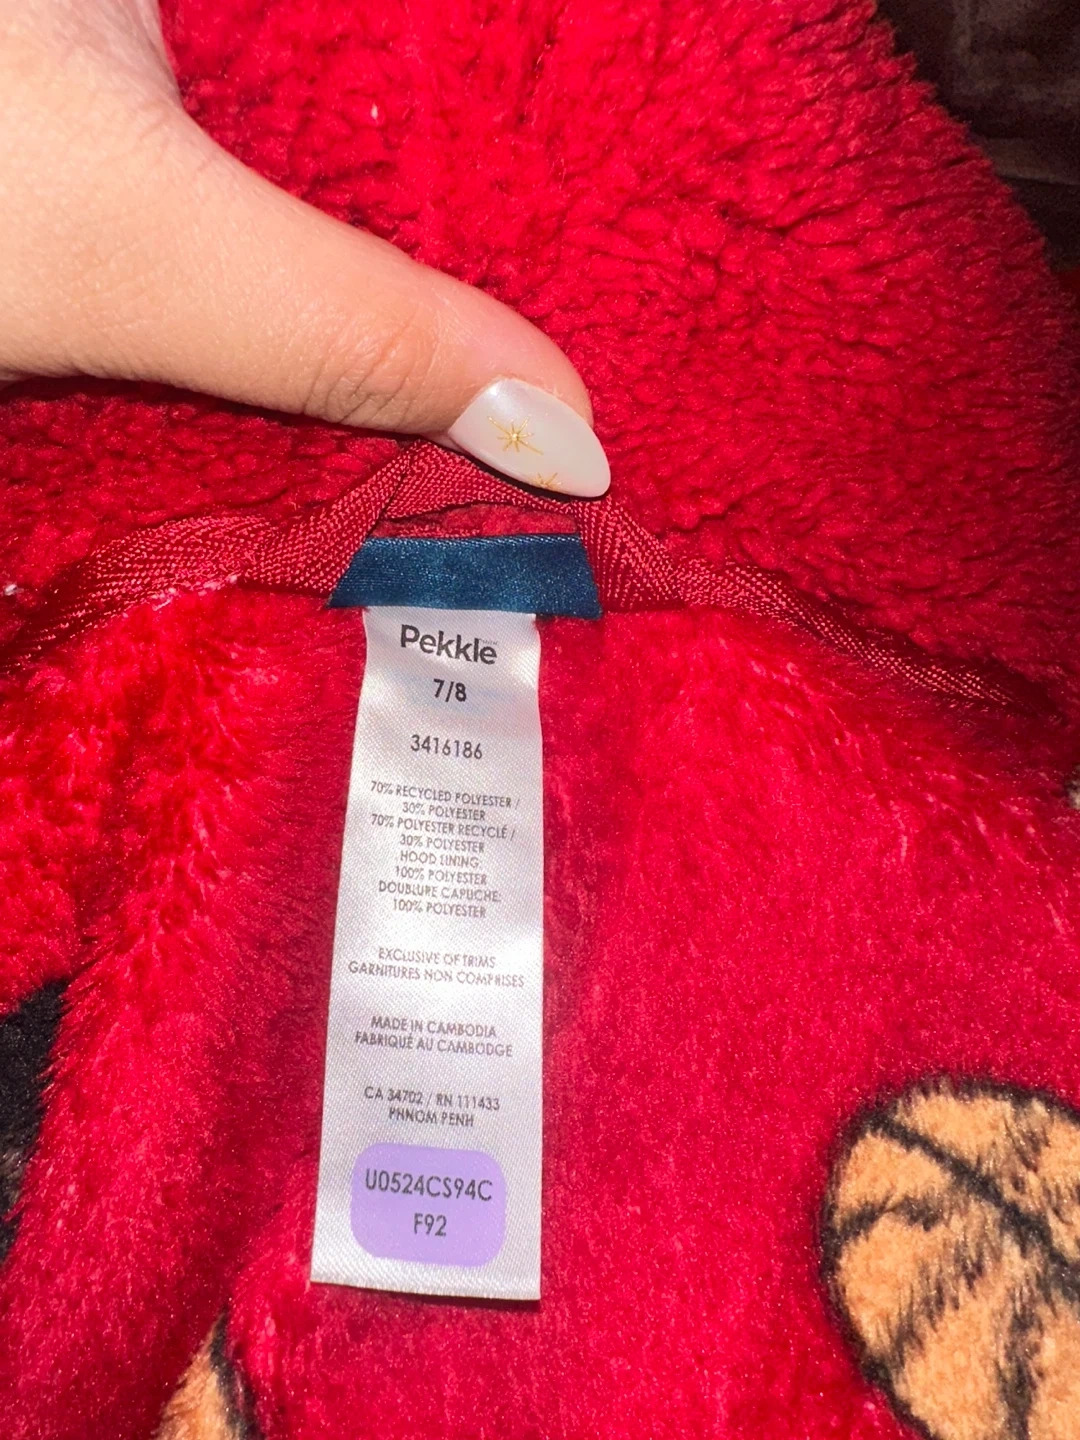 Pekkle
7/8
3416186
70% RECYCLED POLYESTER /
30% POLYESTER
70% POLYESTER RECYCLÉ /
30% POLYESTER
HOOD LINING:
100% POLYESTER
DOUBLURE CAPUCHE:
100% POLYESTER
EXCLUSIVE OF TRIMS
GARNITURES NON COMPRISES
MADE IN CAMBODIA
FABRIQUÉ AU CAMBODGE
CA 34702 / RN 111433
PHNOM PENH
U0524CS94C
F92